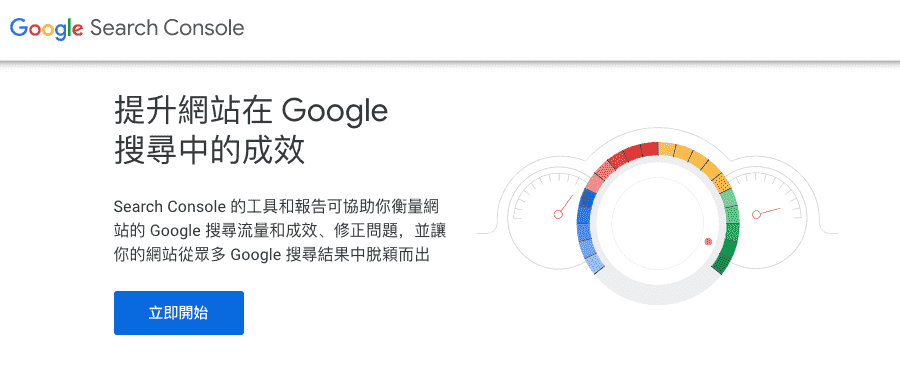 Google Search Console
提升網站在 Google
搜尋中的成效
Search Console 的工具和報告可協助你衡量網
站的 Google 搜尋流量和成效、修正問題，並讓
你的網站從眾多 Google 搜尋結果中脫穎而出
立即開始